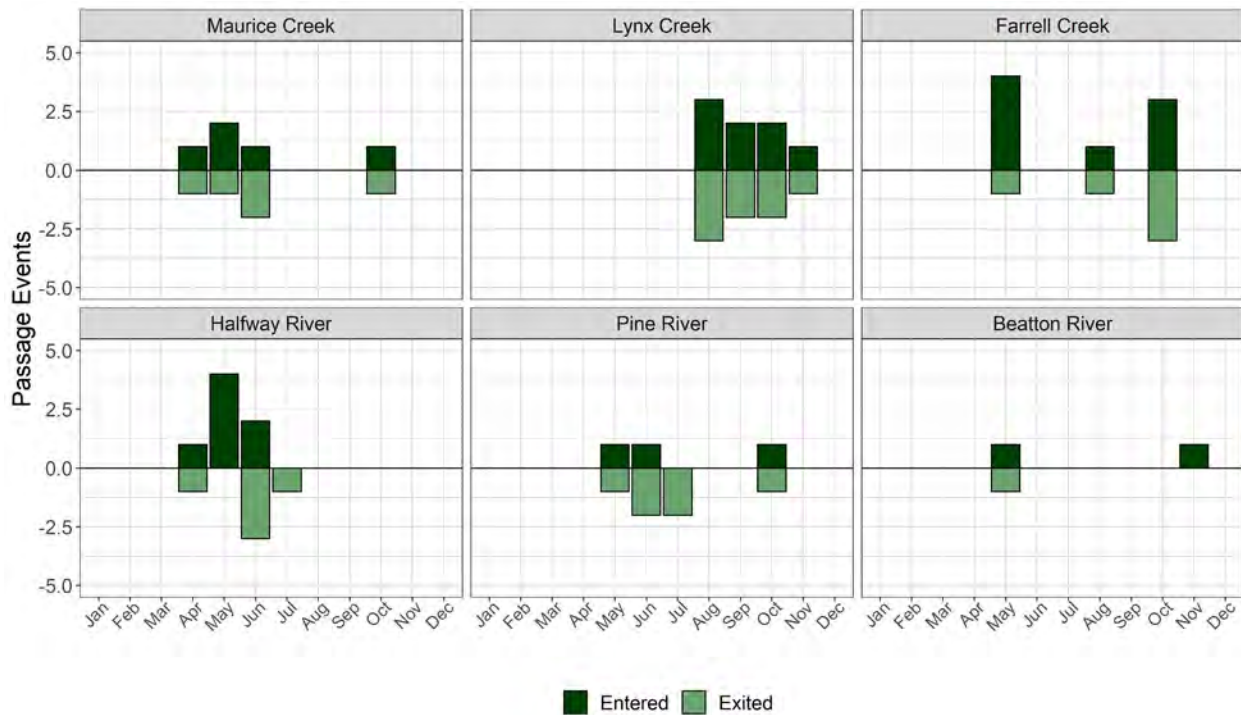 Maurice Creek Lynx Creek Farrell Creek
5.0
2.5
0.0
-2.5
-5.0
Halfway River Pine River Beatton River
5.0
2.5
0.0
-2.5
-5.0
Passage Events
Jan Feb Mar Apr May Jun Jul Aug Sep Oct Nov Dec Jan Feb Mar Apr May Jun Jul Aug Sep Oct Nov Dec Jan Feb Mar Apr May Jun Jul Aug Sep Oct Nov Dec
Entered Exited